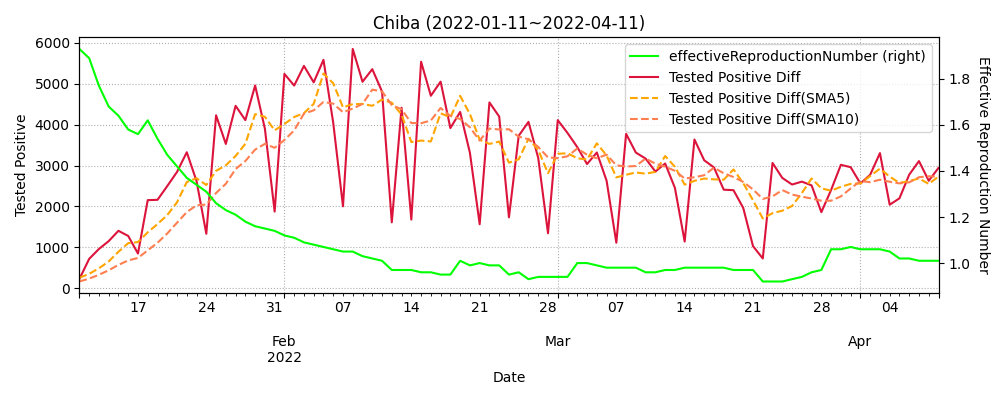 Chiba (2022-01-11~2022-04-11)
effectiveReproductionNumber (right)
Tested Positive Diff
Tested Positive Diff(SMA5)
Tested Positive Diff(SMA10)
Tested Positive
6000
5000
4000
3000
2000
1000
0
Effective Reproduction Number
1.8
1.6
1.4
1.2
1.0
17 24 31 07 14 21 28 07 14 21 28 04
Feb Mar Apr
2022
Date